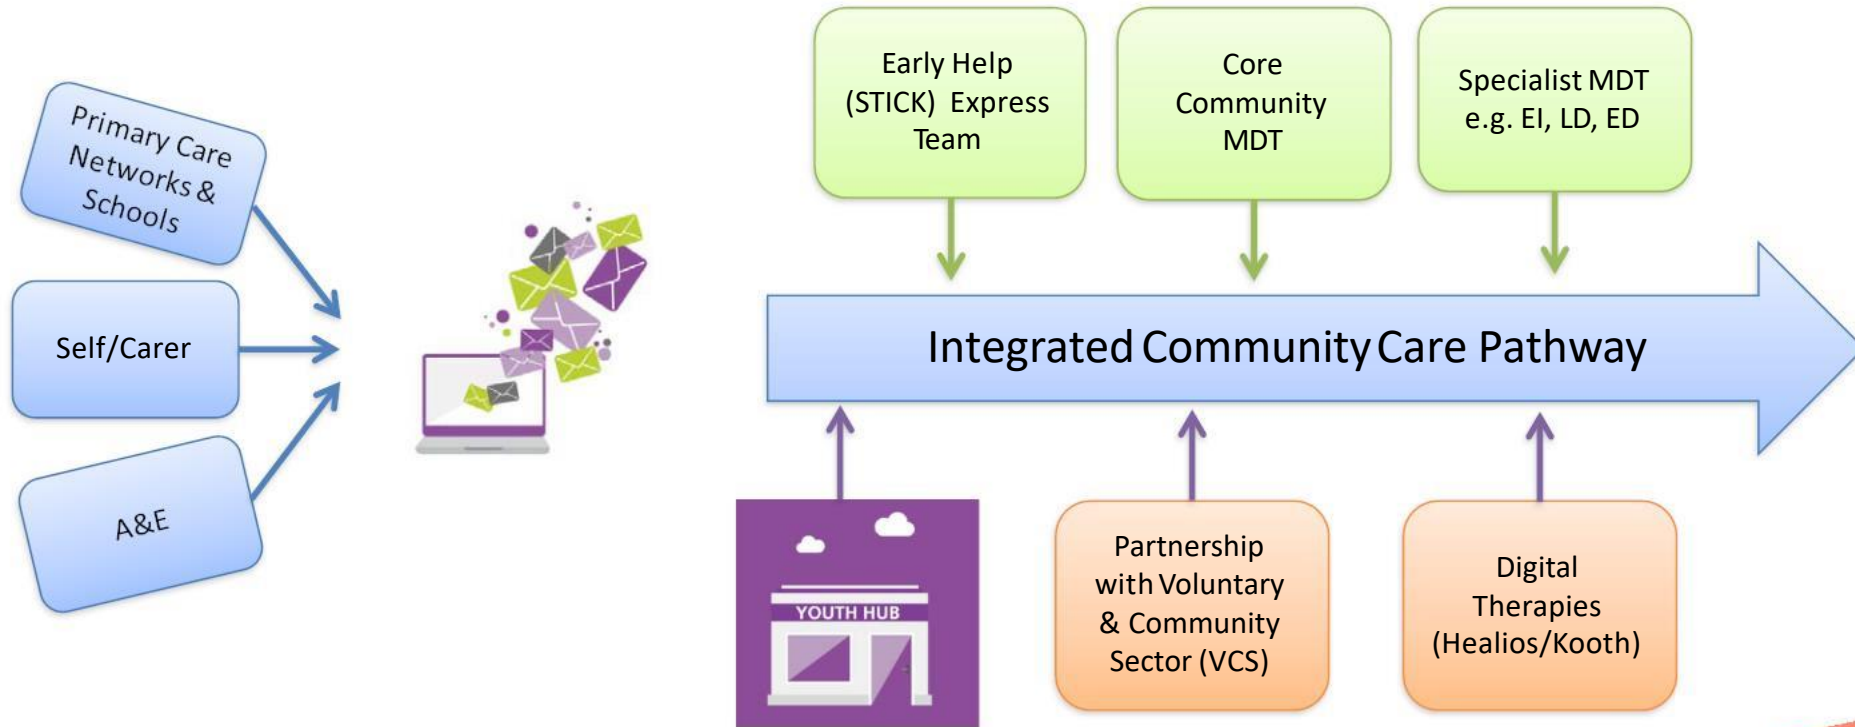 Primary Care
Networks &
Schools
Self/Carer
A&E
Early Help
(STICK) Express
Team
Core
Community
MDT
Specialist MDT
e.g. EI, LD, ED
Integrated Community Care Pathway
YOUTH HUB
Partnership
with Voluntary
& Community
Sector (VCS)
Digital
Therapies
(Healios/Kooth)